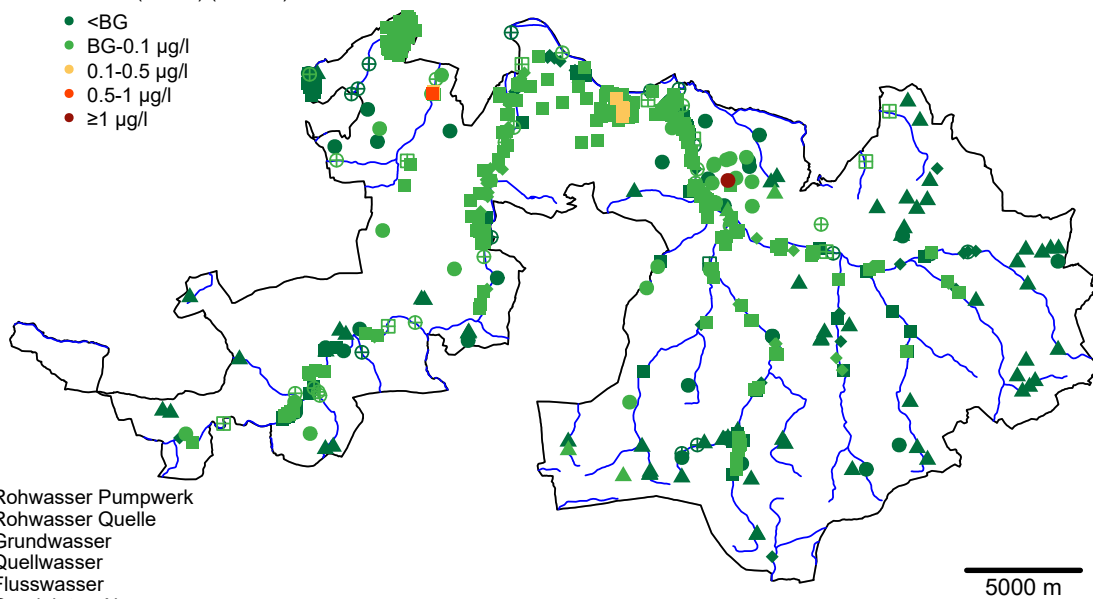 <BG
BG-0.1 µg/l
0.1-0.5 µg/l
0.5-1 µg/l
≥1 µg/l
Rohwasser Pumpwerk
Rohwasser Quelle
Grundwasser
Quellwasser
Flusswasser
5000 m